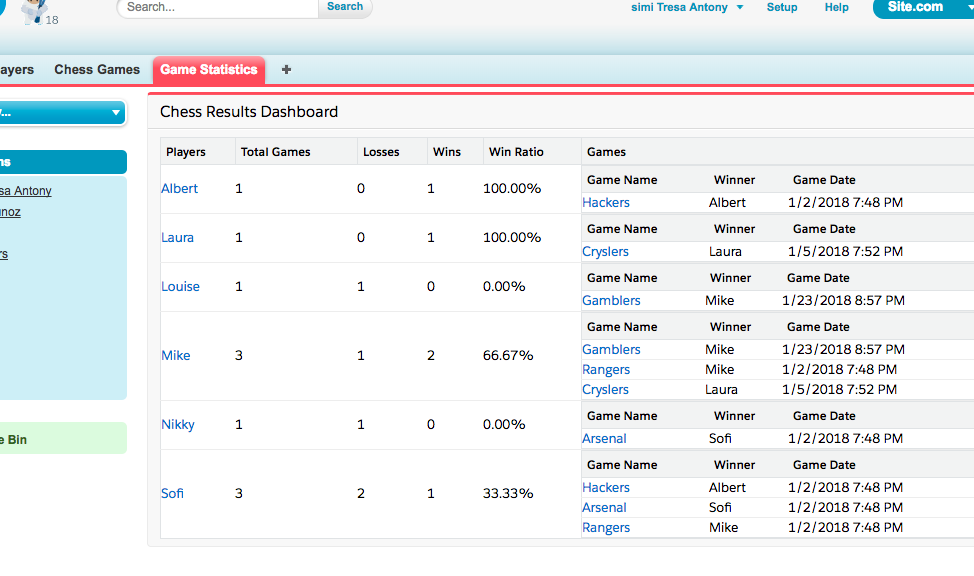 18
Search...
Search
simi Tresa Antony
Setup
Help
Site.com
ayers
Chess Games
Game Statistics
+
...
ns
sa Antony
noz
rs
e Bin
Chess Results Dashboard
Players Total Games Losses Wins Win Ratio Games
Albert 1 0 1 100.00%
Game Name Winner Game Date
Hackers Albert 1/2/2018 7:48 PM
Laura 1 0 1 100.00%
Game Name Winner Game Date
Cryslers Laura 1/5/2018 7:52 PM
Louise 1 1 0 0.00%
Game Name Winner Game Date
Gamblers Mike 1/23/2018 8:57 PM
Mike 3 1 2 66.67%
Game Name Winner Game Date
Gamblers Mike 1/23/2018 8:57 PM
Rangers Mike 1/2/2018 7:48 PM
Cryslers Laura 1/5/2018 7:52 PM
Nikky 1 1 0 0.00%
Game Name Winner Game Date
Arsenal Sofi 1/2/2018 7:48 PM
Sofi 3 2 1 33.33%
Game Name Winner Game Date
Hackers Albert 1/2/2018 7:48 PM
Arsenal Sofi 1/2/2018 7:48 PM
Rangers Mike 1/2/2018 7:48 PM